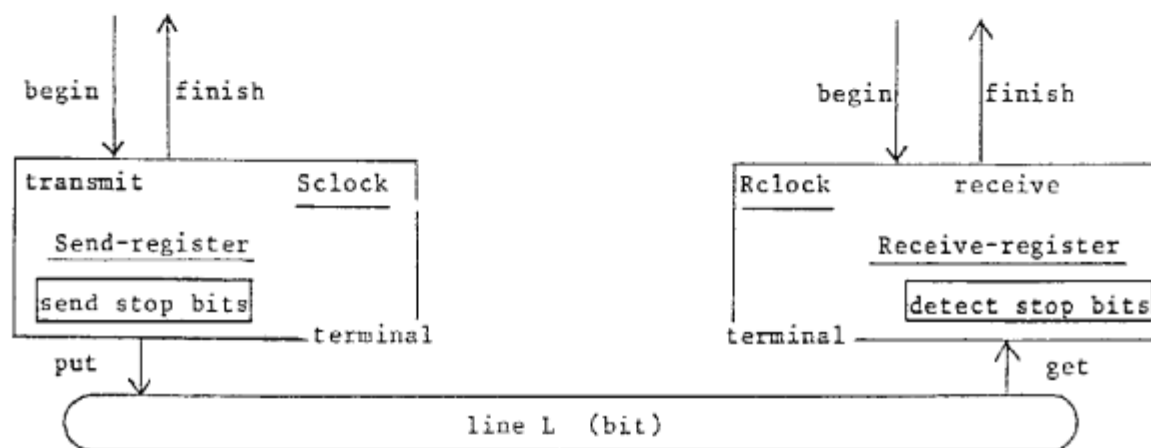 begin finish begin finish
transmit Sclock Rclock receive
Send-register Receive-register
send stop bits detect stop bits
terminal terminal
put get
line L (bit)